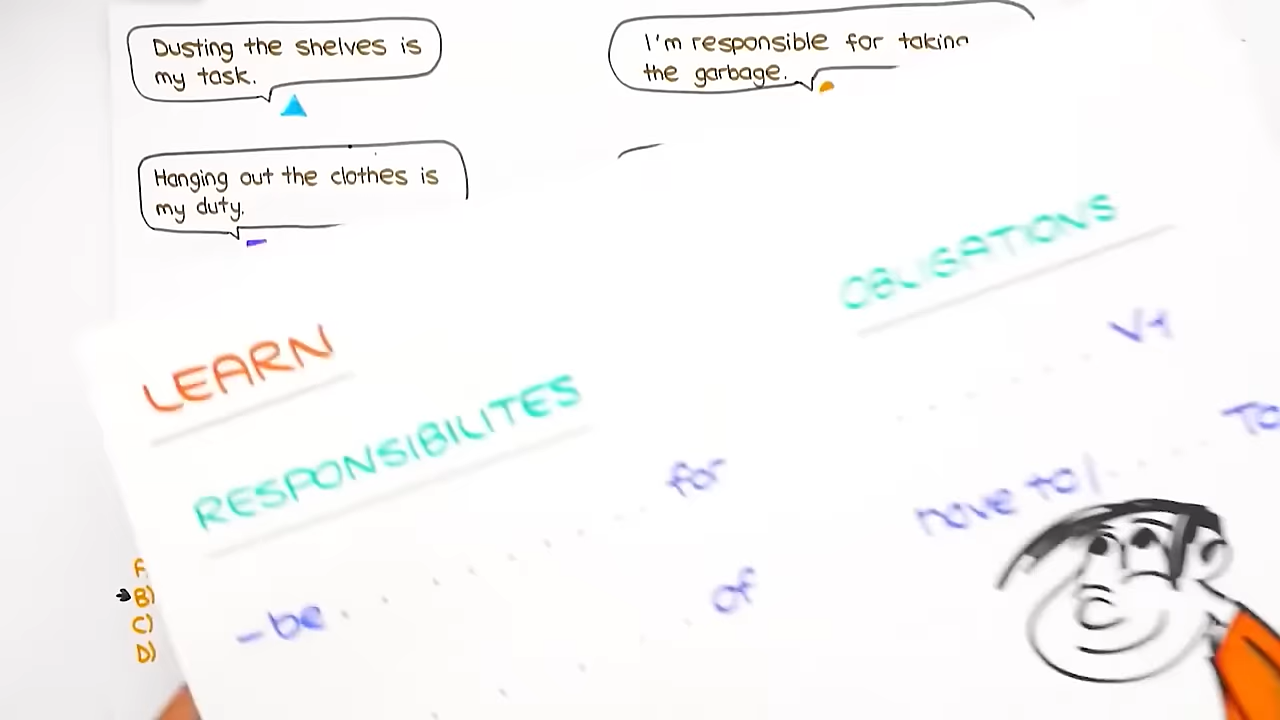 Dusting the shelves is
my task.
I'm responsible for taking
the garbage.
Hanging out the clothes is
my duty.
OBLIGATIONS
LEARN
RESPONSIBILITES
for
have to/
To
- be
of
B)
C)
D)